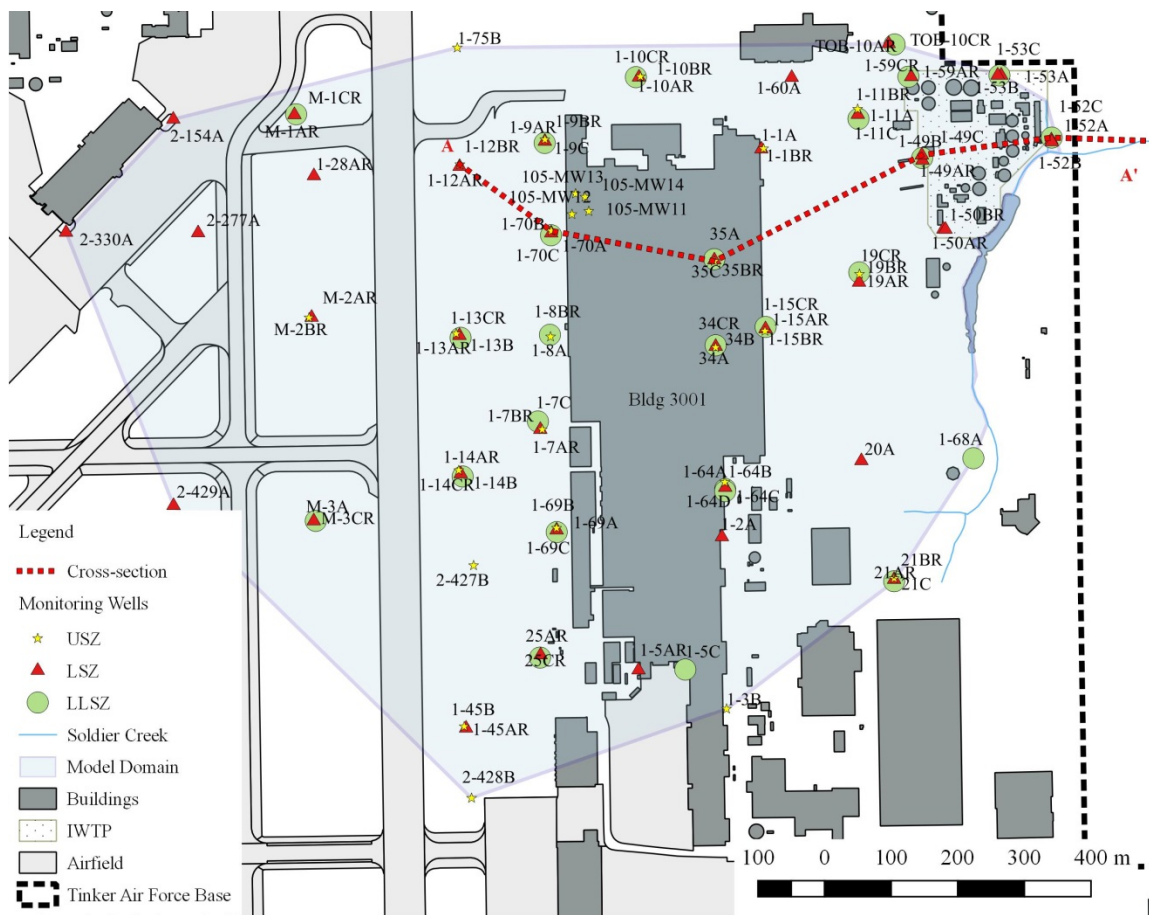 1-75B
TOB-10AR
TOB-10CR
1-10CR
1-10BR
1-10AR
1-60A
1-59CR
1-59AR
1-53C
1-53B
1-53A
M-1CR
M-1AR
2-154A
1-11BR
1-11A
1-11C
1-52C
1-52A
1-52B
1-9AR
1-9BR
1-9C
1-1A
1-1BR
1-49B
1-49C
1-49AR
A
1-12BR
1-12AR
1-28AR
A'
105-MW13
105-MW14
105-MW12
105-MW11
2-330A
2-277A
1-70B
1-70A
1-70C
1-50BR
1-50AR
35A
35C
35BR
19CR
19BR
19AR
M-2AR
M-2BR
1-13CR
1-13AR
1-13B
1-8BR
1-8A
34CR
34B
34A
1-15CR
1-15AR
1-15BR
Bldg 3001
1-7C
1-7BR
1-7AR
1-68A
20A
1-14AR
1-14CR
1-14B
1-64A
1-64B
1-64C
1-64D
2-429A
M-3A
M-3CR
1-69B
1-69A
1-69C
1-2A
2-427B
21BR
21AR
21C
25AR
25CR
1-5AR
1-5C
1-3B
1-45B
1-45AR
2-428B
Legend
Cross-section
Monitoring Wells
USZ
LSZ
LLSZ
Soldier Creek
Model Domain
Buildings
IWTP
Airfield
Tinker Air Force Base
100 0 100 200 300 400 m